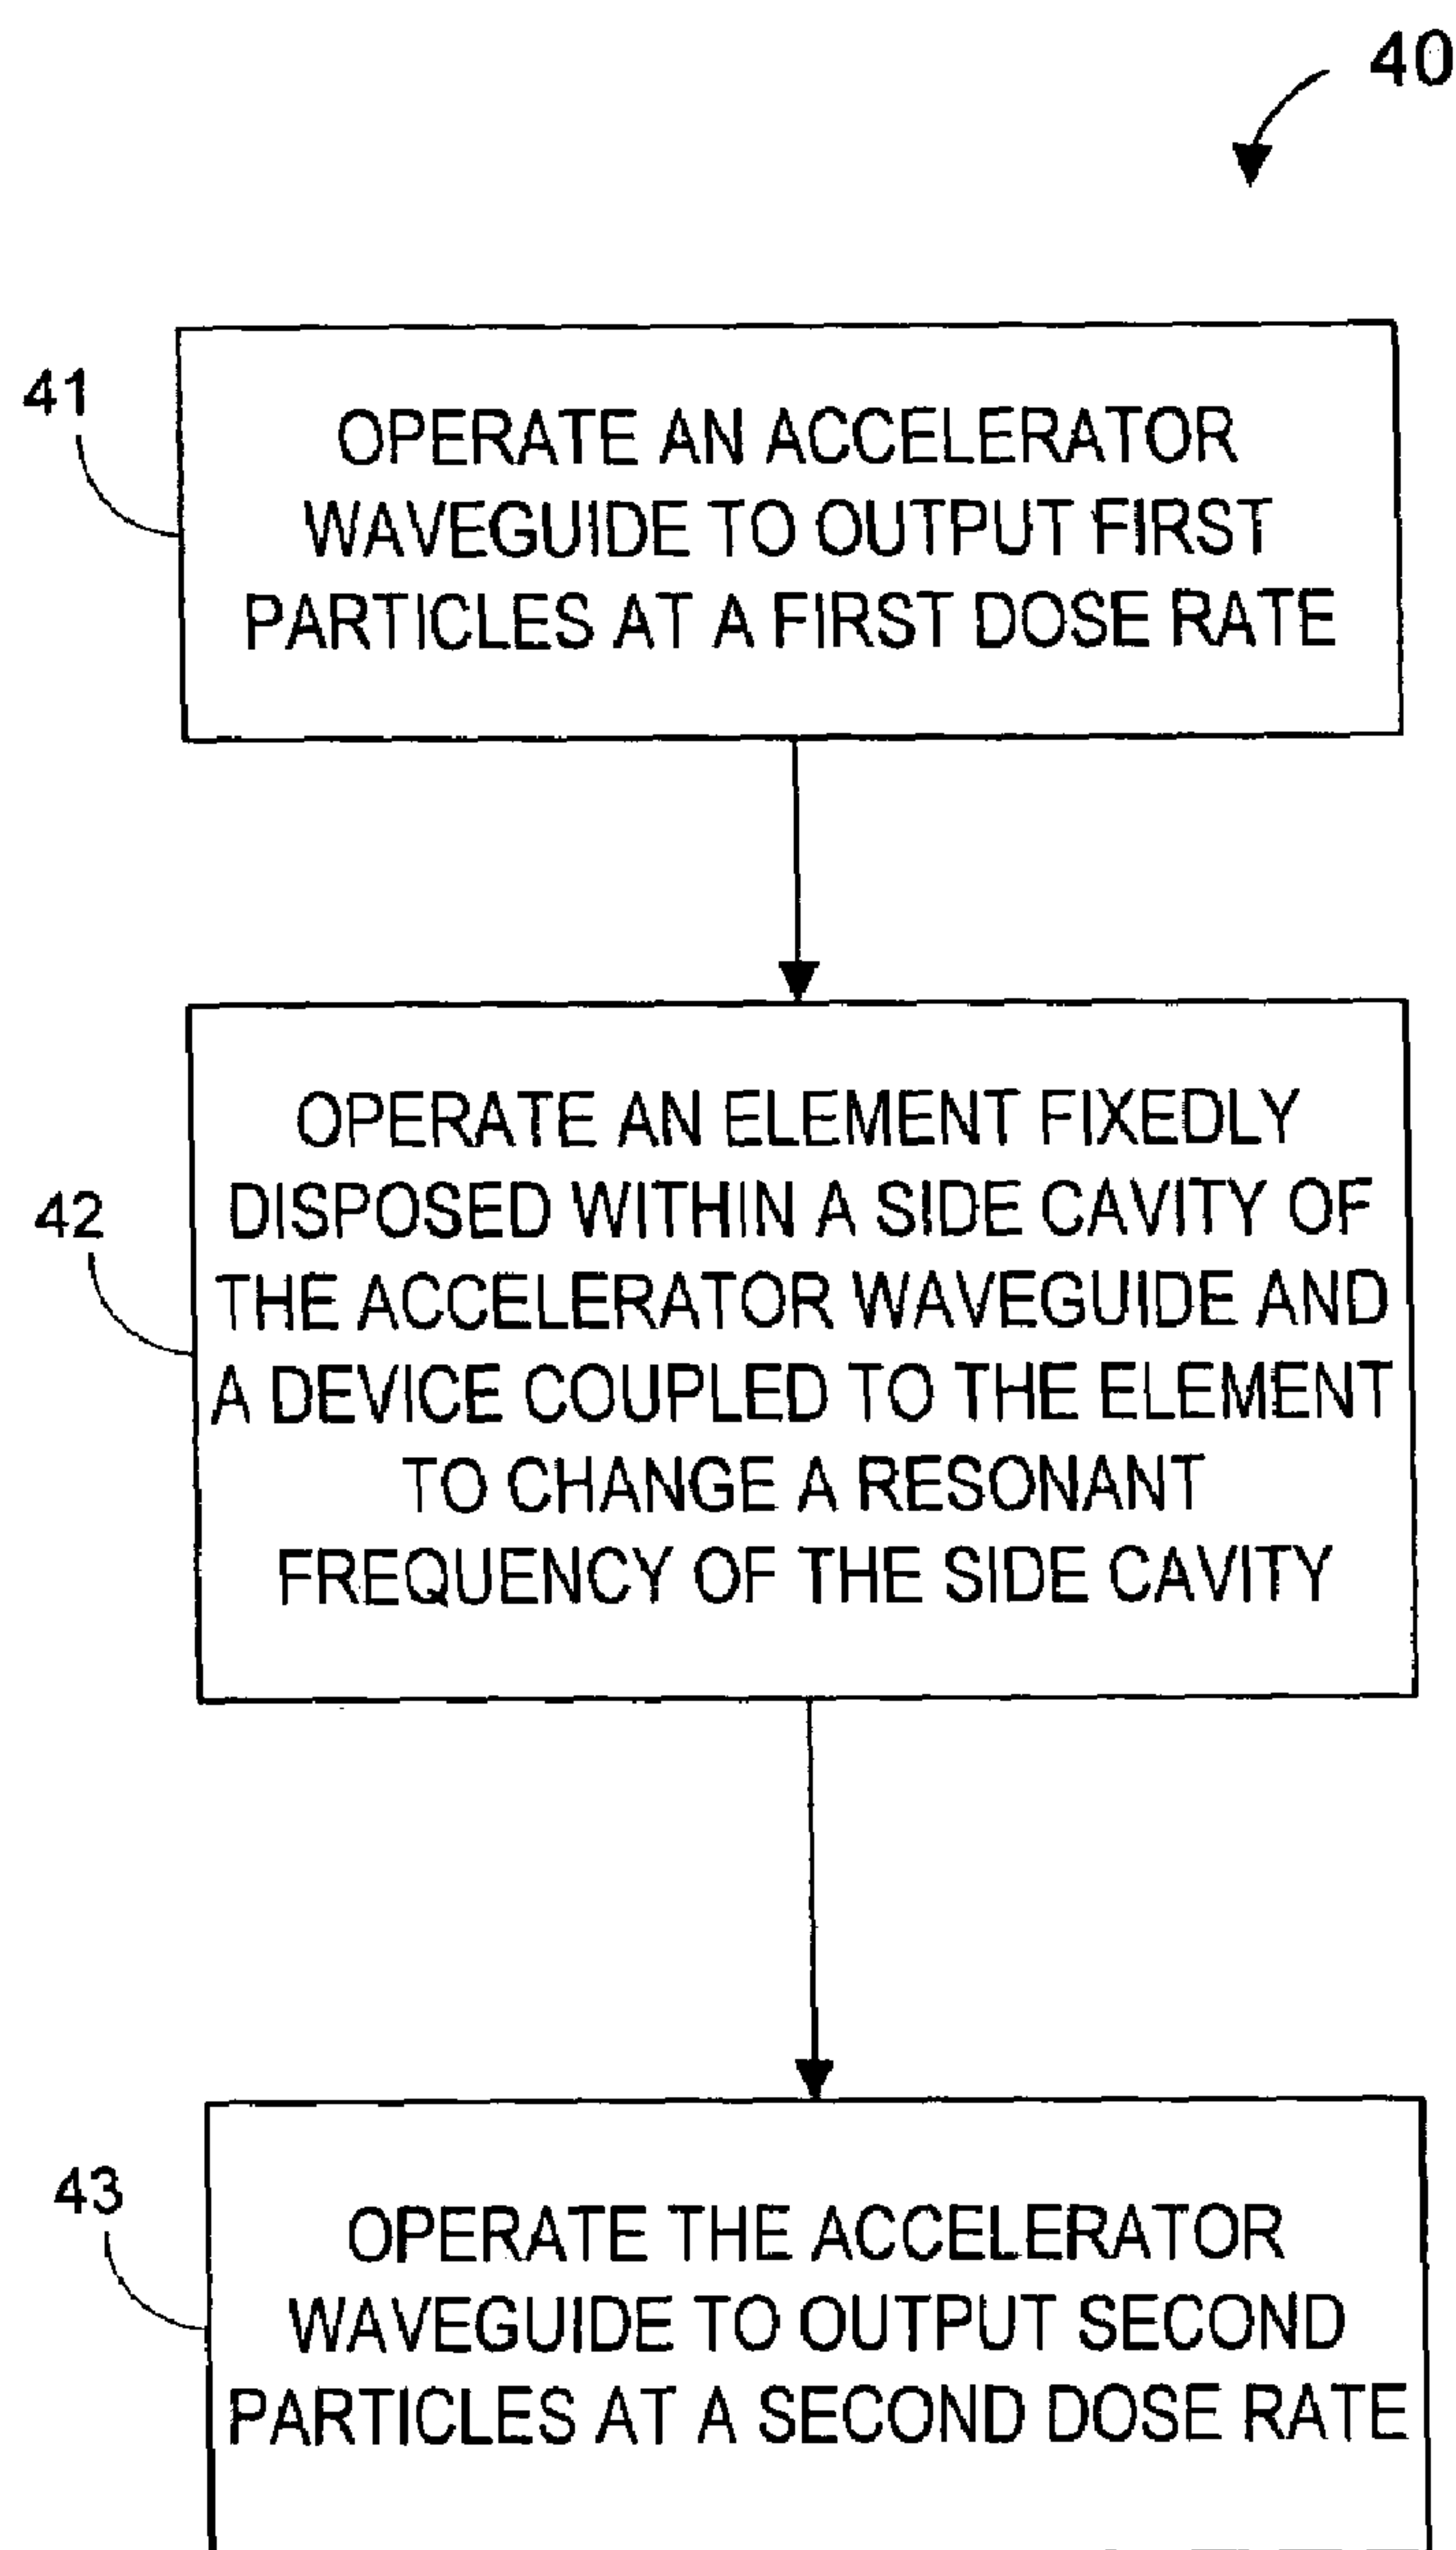 40
41
OPERATE AN ACCELERATOR
WAVEGUIDE TO OUTPUT FIRST
PARTICLES AT A FIRST DOSE RATE
42
OPERATE AN ELEMENT FIXEDLY
DISPOSED WITHIN A SIDE CAVITY OF
THE ACCELERATOR WAVEGUIDE AND
A DEVICE COUPLED TO THE ELEMENT
TO CHANGE A RESONANT
FREQUENCY OF THE SIDE CAVITY
43
OPERATE THE ACCELERATOR
WAVEGUIDE TO OUTPUT SECOND
PARTICLES AT A SECOND DOSE RATE